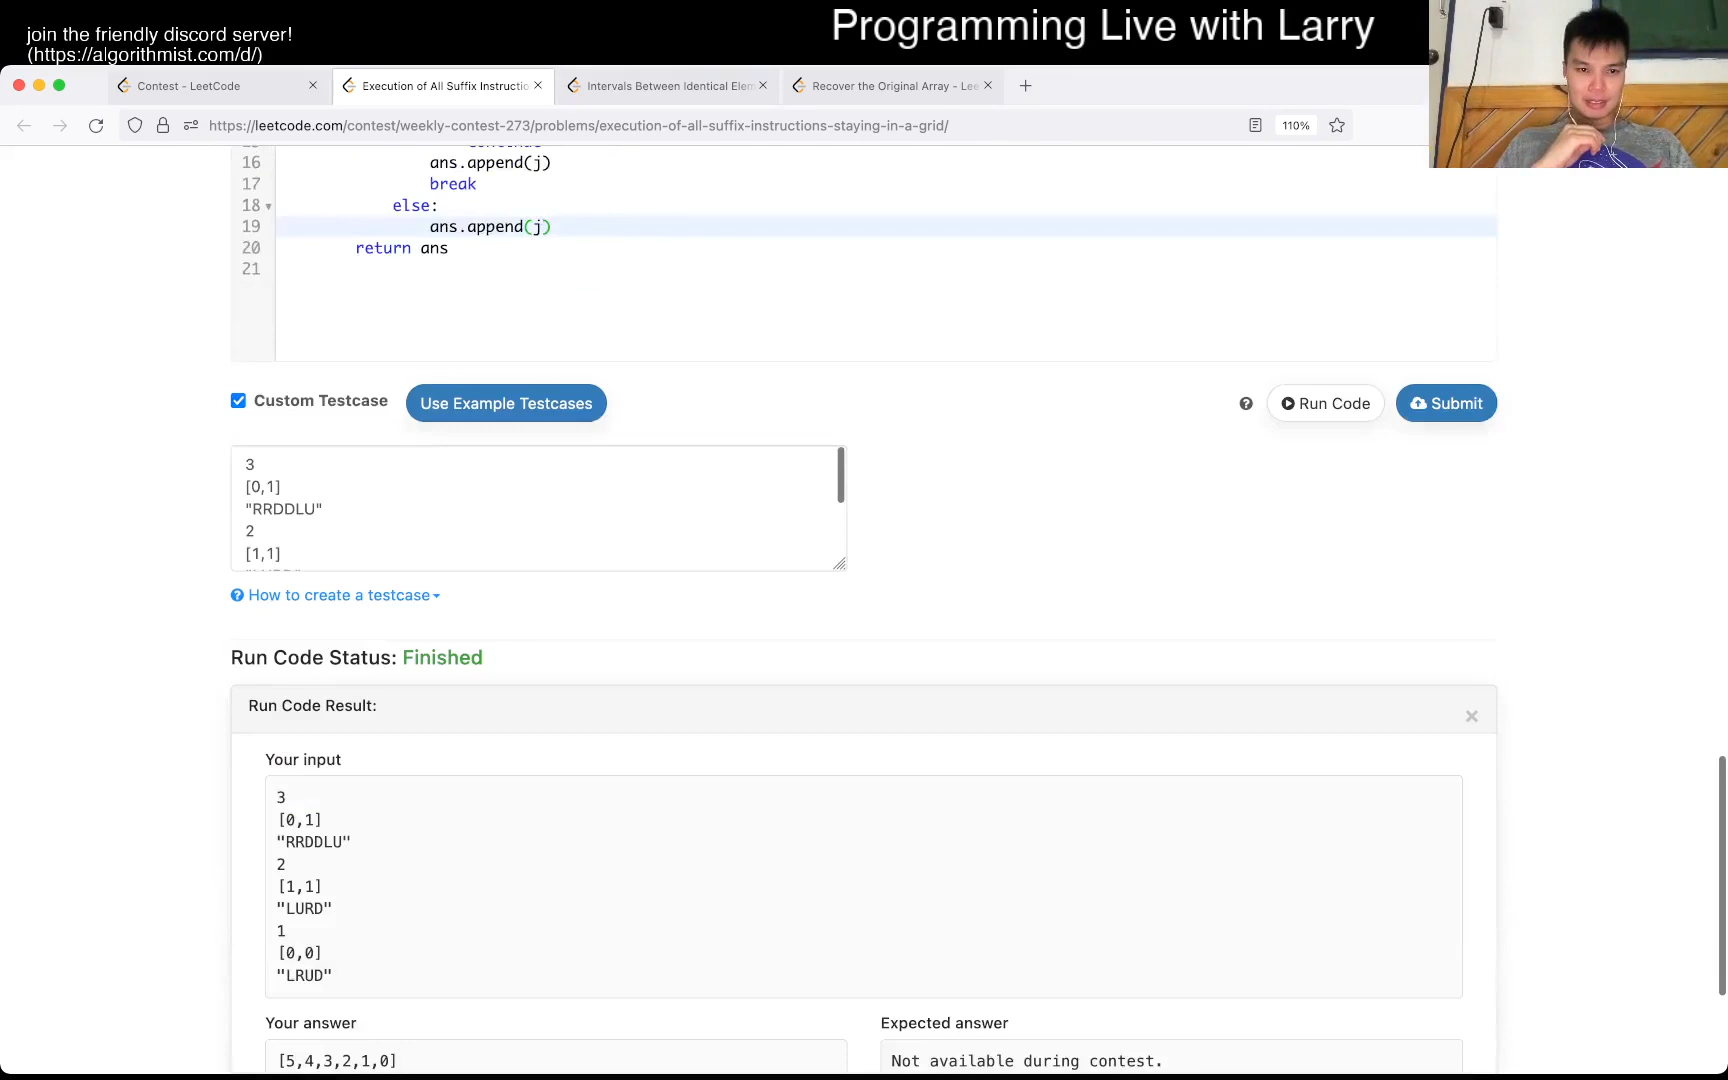 join the friendly discord server!
(https://algorithmist.com/d/)
Programming Live with Larry
Contest - LeetCode
Execution of All Suffix Instructio
Intervals Between Identical Elem
Recover the Original Array - Lee
https://leetcode.com/contest/weekly-contest-273/problems/execution-of-all-suffix-instructions-staying-in-a-grid/
110%
15 continue
16 ans.append(j)
17 break
18 else:
19 ans.append(j)
20 return ans
21
Custom Testcase
Use Example Testcases
Run Code
Submit
3
[0,1]
"RRDDLU"
2
[1,1]
How to create a testcase
Run Code Status: Finished
Run Code Result:
Your input
3
[0,1]
"RRDDLU"
2
[1,1]
"LURD"
1
[0,0]
"LRUD"
Your answer
Expected answer
[5,4,3,2,1,0]
Not available during contest.